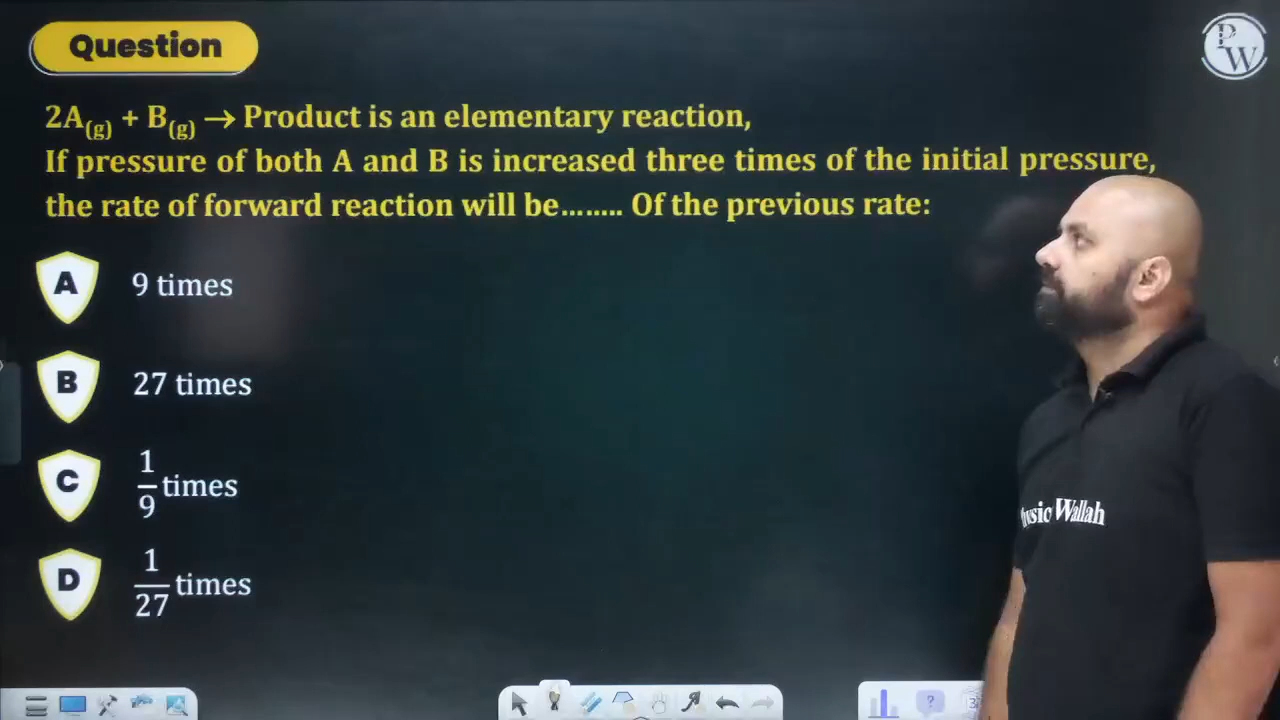 Question
PW
2A(g) + B(g) → Product is an elementary reaction,
If pressure of both A and B is increased three times of the initial pressure,
the rate of forward reaction will be…..... Of the previous rate:
A 9 times
B 27 times
C 1/9 times
D 1/27 times
Wallah
?